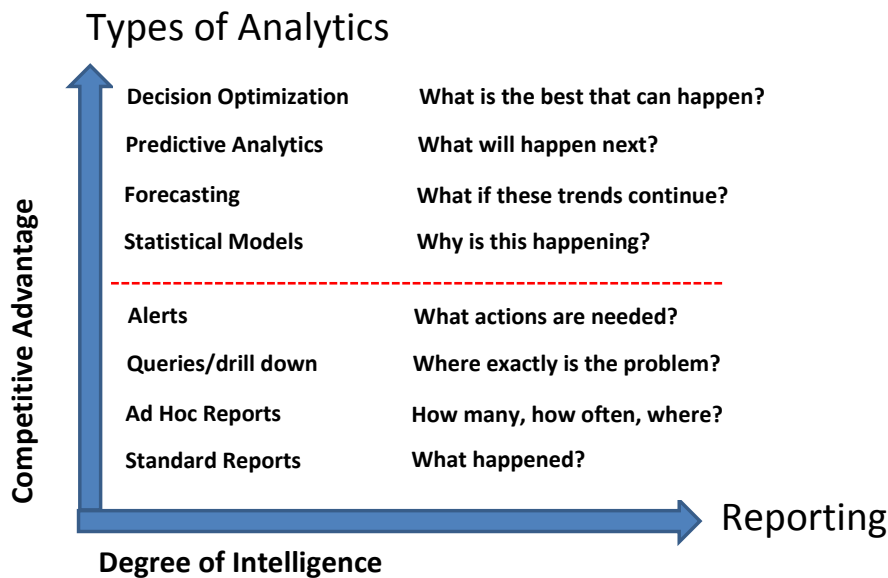 Types of Analytics
Decision Optimization What is the best that can happen?
Predictive Analytics What will happen next?
Forecasting What if these trends continue?
Statistical Models Why is this happening?
Alerts What actions are needed?
Queries/drill down Where exactly is the problem?
Ad Hoc Reports How many, how often, where?
Standard Reports What happened?
Competitive Advantage
Reporting
Degree of Intelligence